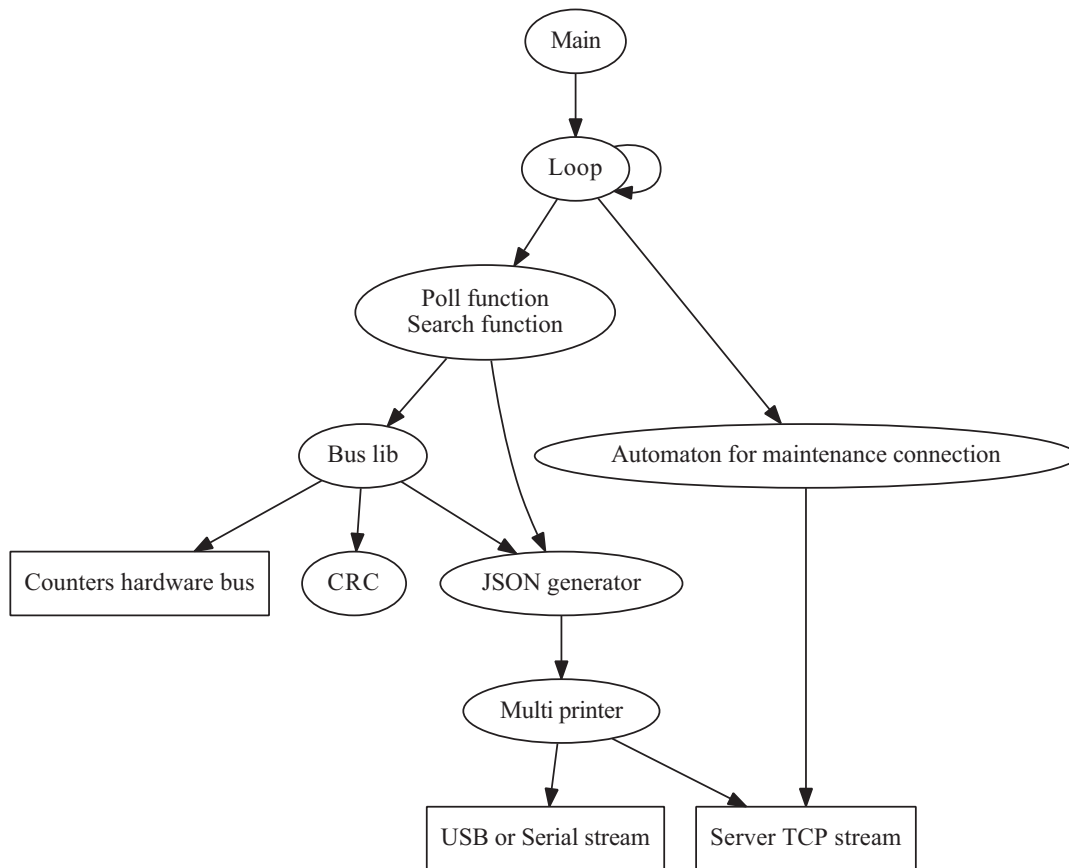 Main
Loop
Poll function
Search function
Bus lib
Automaton for maintenance connection
Counters hardware bus
CRC
JSON generator
Multi printer
USB or Serial stream
Server TCP stream